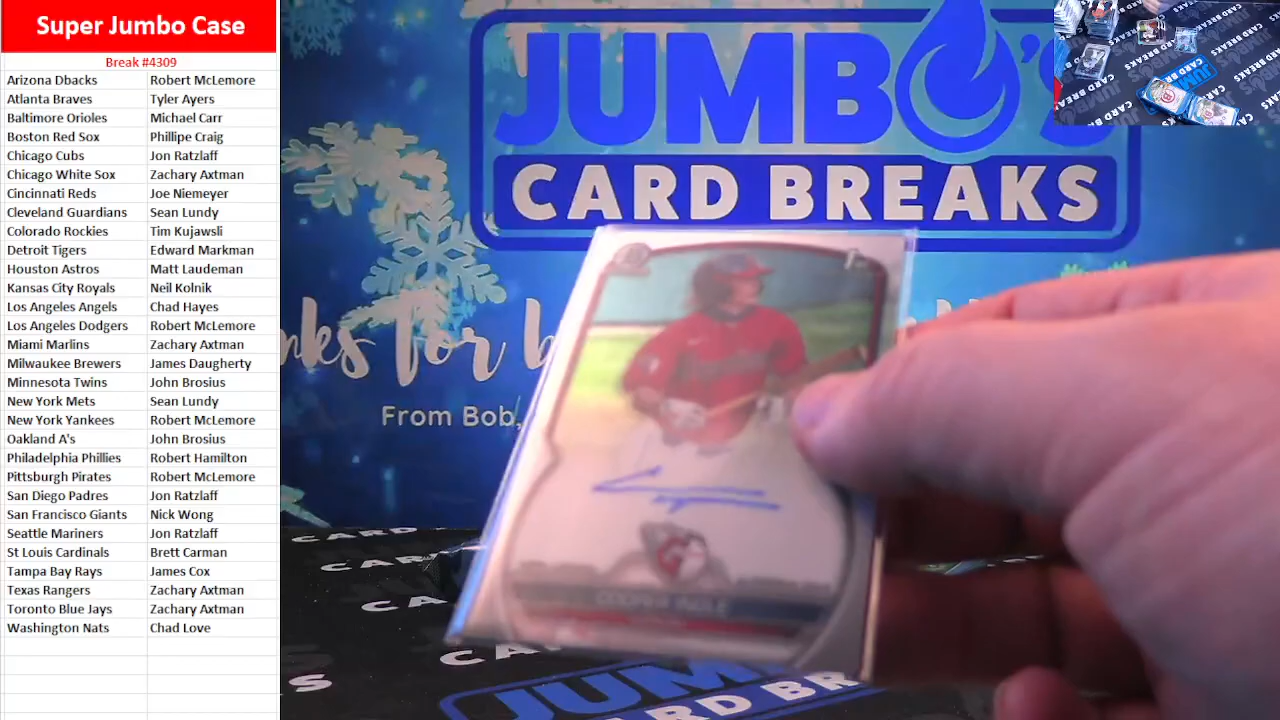 Super Jumbo Case
Break #4309
Arizona Dbacks Robert McLemore
Atlanta Braves Tyler Ayers
Baltimore Orioles Michael Carr
Boston Red Sox Phillipe Craig
Chicago Cubs Jon Ratzlaff
Chicago White Sox Zachary Axtman
Cincinnati Reds Joe Niemeyer
Cleveland Guardians Sean Lundy
Colorado Rockies Tim Kujawsli
Detroit Tigers Edward Markman
Houston Astros Matt Laudeman
Kansas City Royals Neil Kolnik
Los Angeles Angels Chad Hayes
Los Angeles Dodgers Robert McLemore
Miami Marlins Zachary Axtman
Milwaukee Brewers James Daugherty
Minnesota Twins John Brosius
New York Mets Sean Lundy
New York Yankees Robert McLemore
Oakland A's John Brosius
Philadelphia Phillies Robert Hamilton
Pittsburgh Pirates Robert McLemore
San Diego Padres Jon Ratzlaff
San Francisco Giants Nick Wong
Seattle Mariners Jon Ratzlaff
St Louis Cardinals Brett Carman
Tampa Bay Rays James Cox
Texas Rangers Zachary Axtman
Toronto Blue Jays Zachary Axtman
Washington Nats Chad Love
JUMBO'S
CARD BREAKS
for
From Bob,
COOPER INGLE
JUMB
CARD BR